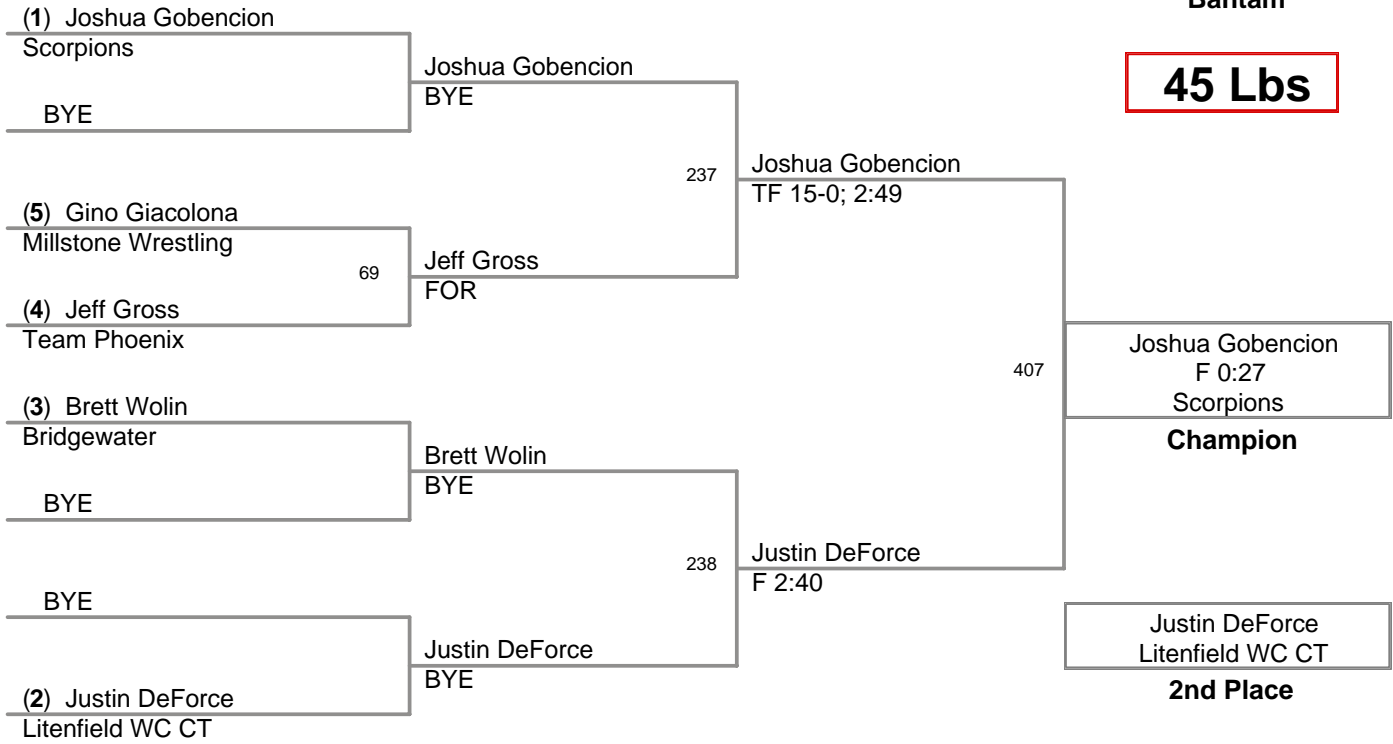 Bantam
45 Lbs
(1) Joshua Gobencion
Scorpions
BYE
(5) Gino Giacolona
Millstone Wrestling
69
(4) Jeff Gross
Team Phoenix
(3) Brett Wolin
Bridgewater
BYE
BYE
(2) Justin DeForce
Litenfield WC CT
Joshua Gobencion
BYE
237
Jeff Gross
FOR
Brett Wolin
BYE
238
Justin DeForce
BYE
Joshua Gobencion
TF 15-0; 2:49
407
Justin DeForce
F 2:40
Joshua Gobencion
F 0:27
Scorpions
Champion
Justin DeForce
Litenfield WC CT
2nd Place